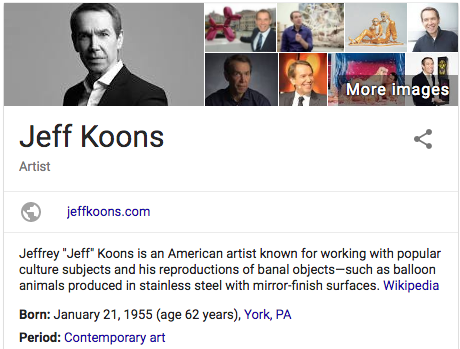 More images
Jeff Koons
Artist
jeffkoons.com
Jeffrey "Jeff" Koons is an American artist known for working with popular
culture subjects and his reproductions of banal objects—such as balloon
animals produced in stainless steel with mirror-finish surfaces. Wikipedia
Born: January 21, 1955 (age 62 years), York, PA
Period: Contemporary art